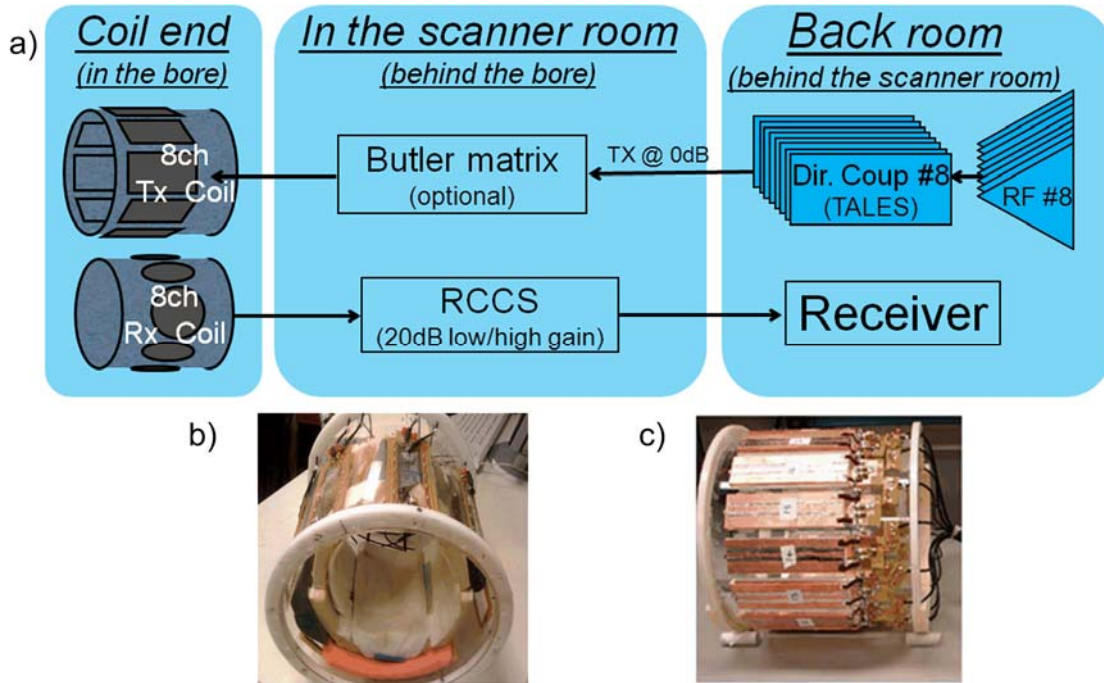 a)
Coil end
(in the bore)
8ch
Tx Coil
8ch
Rx Coil
In the scanner room
(behind the bore)
Butler matrix
(optional)
TX @ 0dB
RCCS
(20dB low/high gain)
Back room
(behind the scanner room)
Dir. Coup #8
(TALES)
RF #8
Receiver
b)
c)